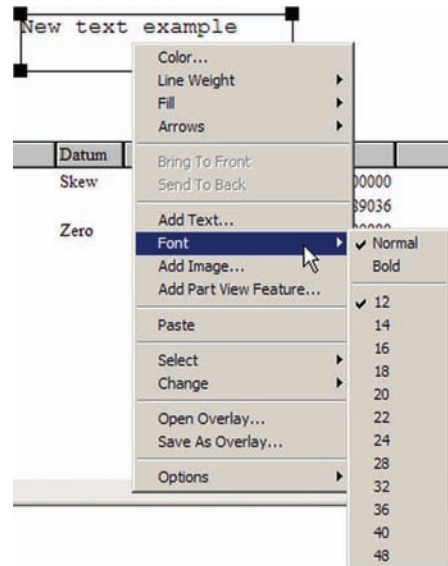 New text example
Color...
Line Weight
Fill
Arrows
Datum
Bring To Front
Skew
Send To Back
00000
89036
Add Text...
Zero
Font
Normal
Add Image...
Bold
Add Part View Feature...
12
14
Paste
16
Select
18
Change
20
22
Open Overlay...
24
Save As Overlay...
28
Options
32
36
40
48